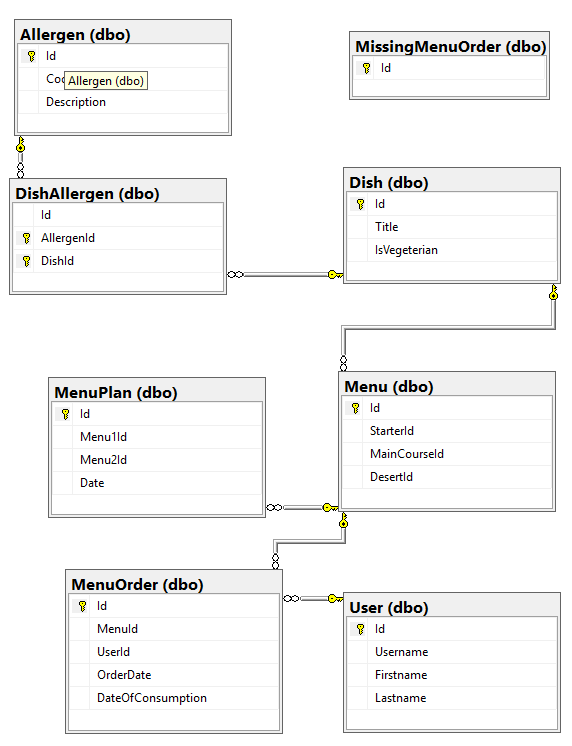 Allergen (dbo)
Id
Allergen (dbo)
Description
MissingMenuOrder (dbo)
Id
DishAllergen (dbo)
Id
AllergenId
DishId
Dish (dbo)
Id
Title
IsVegeterian
MenuPlan (dbo)
Id
Menu1Id
Menu2Id
Date
Menu (dbo)
Id
StarterId
MainCourseId
DesertId
MenuOrder (dbo)
Id
MenuId
UserId
OrderDate
DateOfConsumption
User (dbo)
Id
Username
Firstname
Lastname